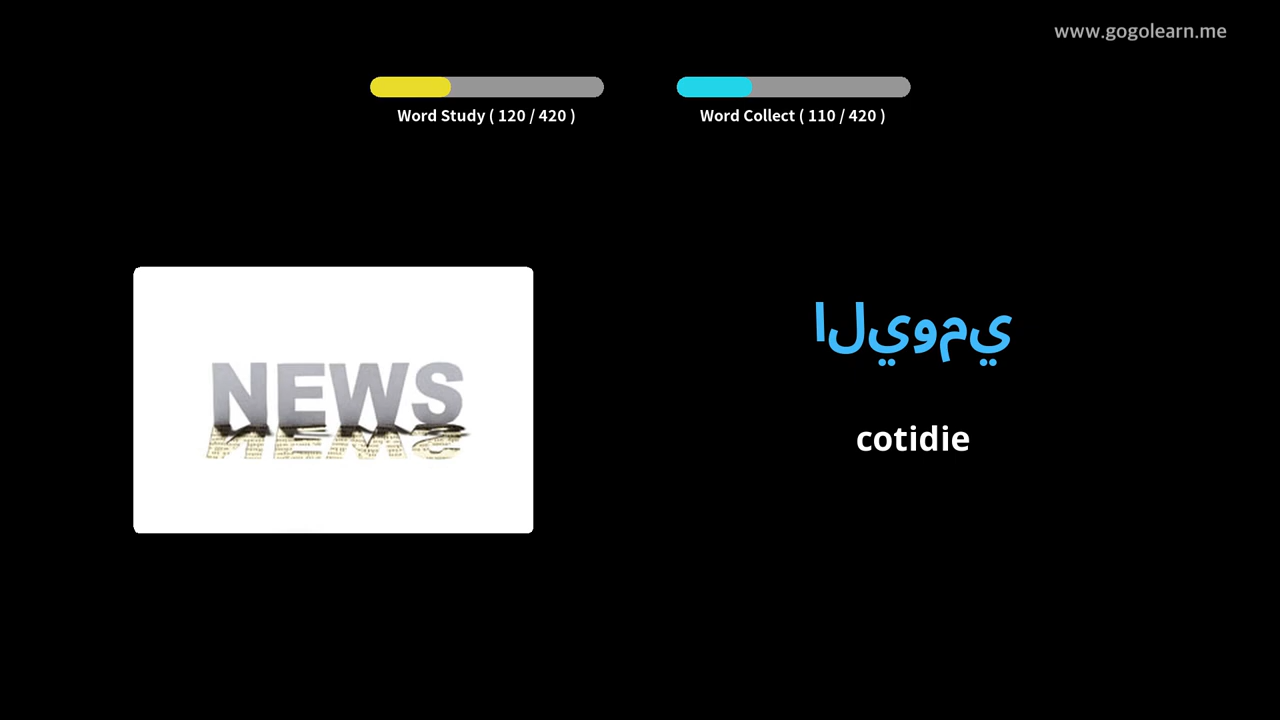 www.gogolearn.me
Word Study ( 120 / 420 )
Word Collect ( 110 / 420 )
NEWS
اليومي
cotidie